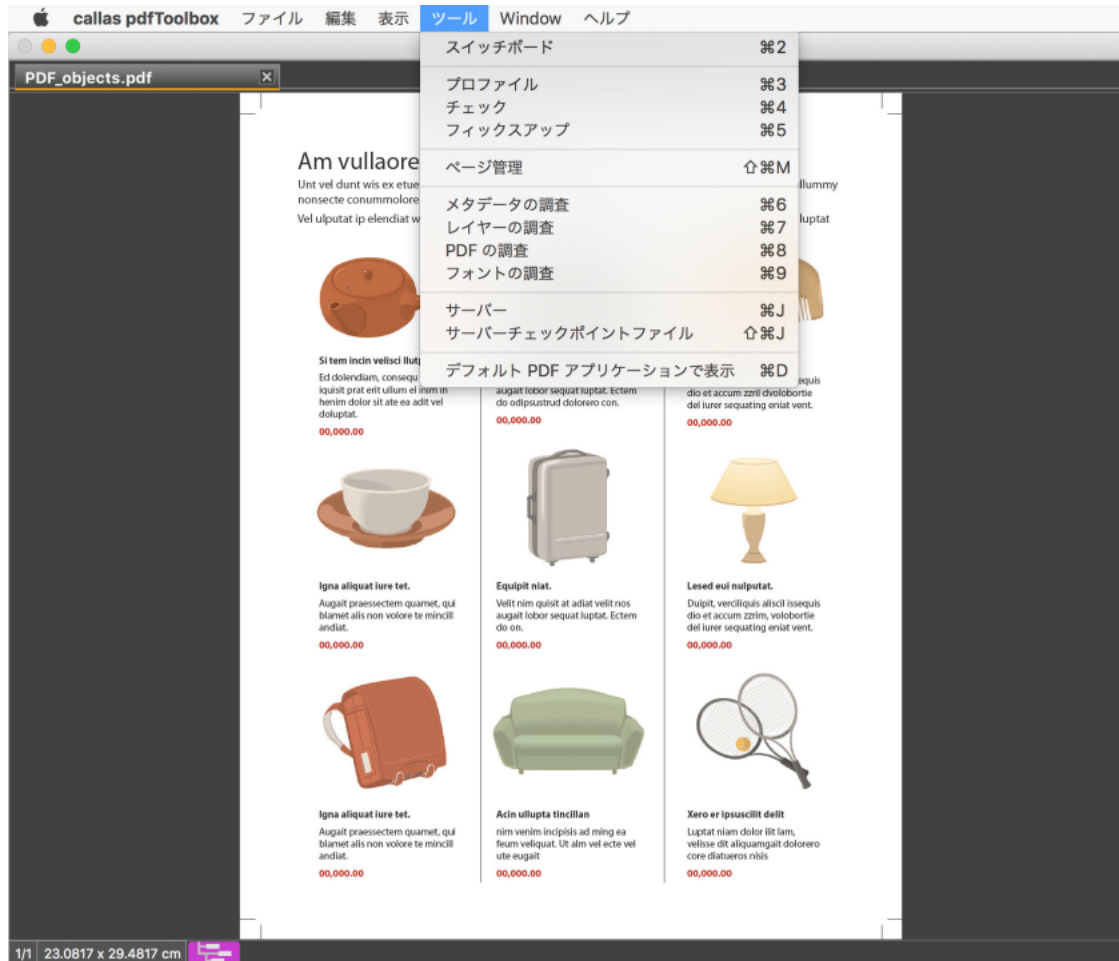 callas pdfToolbox ファイル 編集 表示 ツール Window ヘルプ
PDF_objects.pdf
スイッチボード ⌘2
プロファイル ⌘3
チェック ⌘4
フィックスアップ ⌘5
ページ管理 ⇧⌘M
メタデータの調査 ⌘6
レイヤーの調査 ⌘7
PDF の調査 ⌘8
フォントの調査 ⌘9
サーバー ⌘J
サーバーチェックポイントファイル ⇧⌘J
デフォルト PDF アプリケーションで表示 ⌘D
Am vullaore
Unt vel dunt wis ex etue
nonsecte conummolore
Vel ulputat ip elendiat w
Si tem incin velisci
Ed dolendiam, consequ
iquisit prat erit ullum el inim in
henim dolor sit ate ea adit vel
doluptat.
00,000.00
augait lobor sequat luptat. Ectem
do odipsustrud dolorero con.
00,000.00
dio et accum zzril dvolobortie
del iurer sequating eniat vent.
00,000.00
Igna aliquat iure tet.
Augait praessectem quamet, qui
blamet alis non volore te mincill
andiat.
00,000.00
Equipit niat.
Velit nim quisit at adiat velit nos
augait lobor sequat luptat. Ectem
do on.
00,000.00
Lesed eui nulputat.
Duipit, verciliquis aliscil issequis
dio et accum zzrim, volobortie
del iurer sequating eniat vent.
00,000.00
Igna aliquat iure tet.
Augait praessectem quamet, qui
blamet alis non volore te mincill
andiat.
00,000.00
Acin ullupta tincillan
nim venim incipisis ad ming ea
feum veliquat. Ut alm vel ecte vel
ute eugait
00,000.00
Xero er ipsuscilit delit
Luptat niam dolor ilit lam,
velisse dit aliquamgait dolorero
core diatueros nisis
00,000.00
1/1 23.0817 x 29.4817 cm